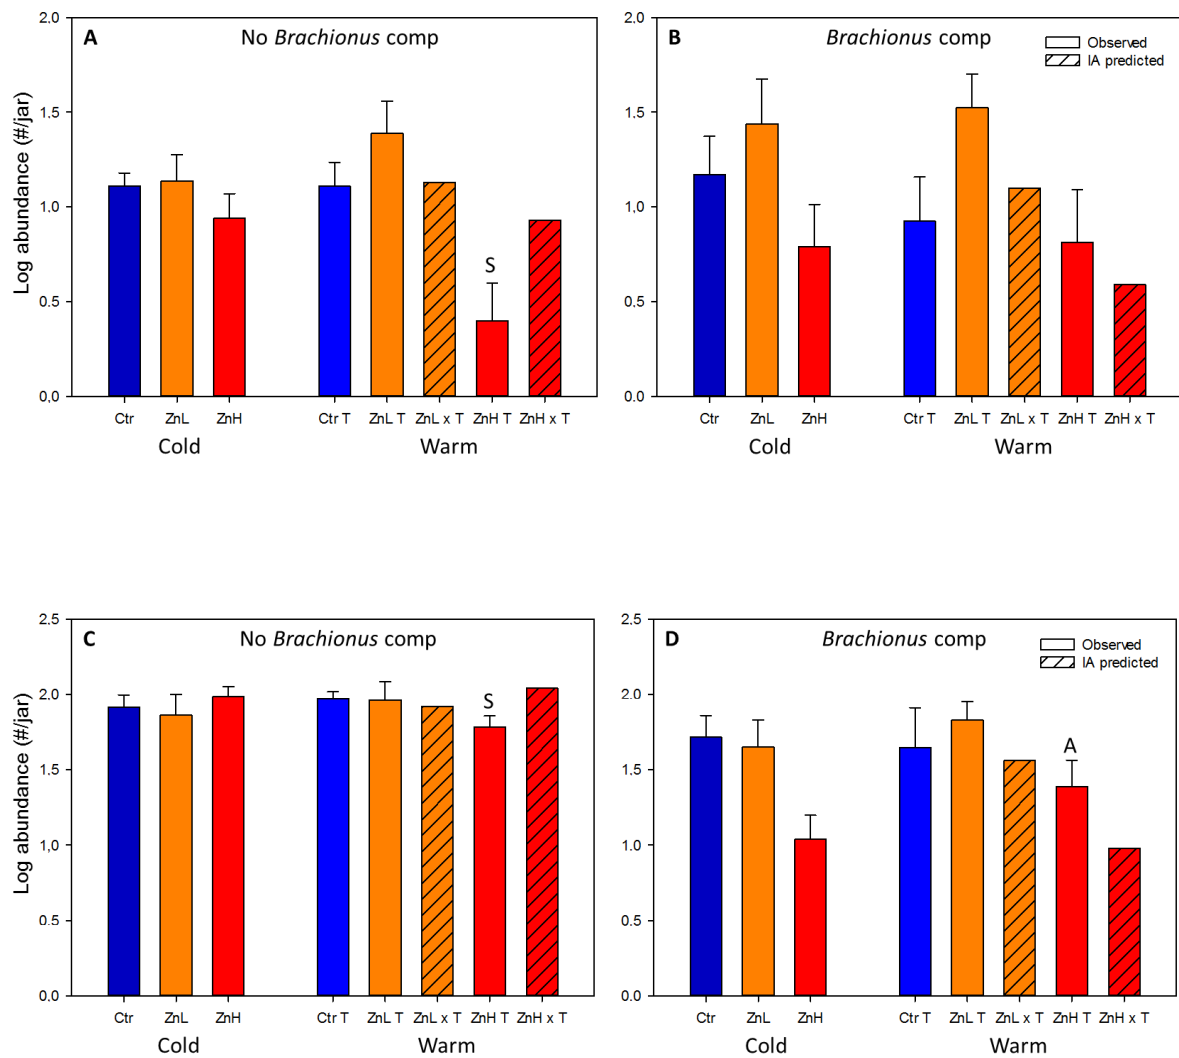 A No Brachionus comp
2.0
1.5
1.0
0.5
0.0
Log abundance (#/jar)
S
Ctr ZnL ZnH Ctr T ZnL T ZnL x T ZnH T ZnH x T
Cold Warm
B Brachionus comp
Observed
IA predicted
2.0
1.5
1.0
0.5
0.0
Ctr ZnL ZnH Ctr T ZnL T ZnL x T ZnH T ZnH x T
Cold Warm
C No Brachionus comp
2.5
2.0
1.5
1.0
0.5
0.0
Log abundance (#/jar)
S
Ctr ZnL ZnH Ctr T ZnL T ZnL x T ZnH T ZnH x T
Cold Warm
D Brachionus comp
Observed
IA predicted
2.5
2.0
1.5
1.0
0.5
0.0
A
Ctr ZnL ZnH Ctr T ZnL T ZnL x T ZnH T ZnH x T
Cold Warm